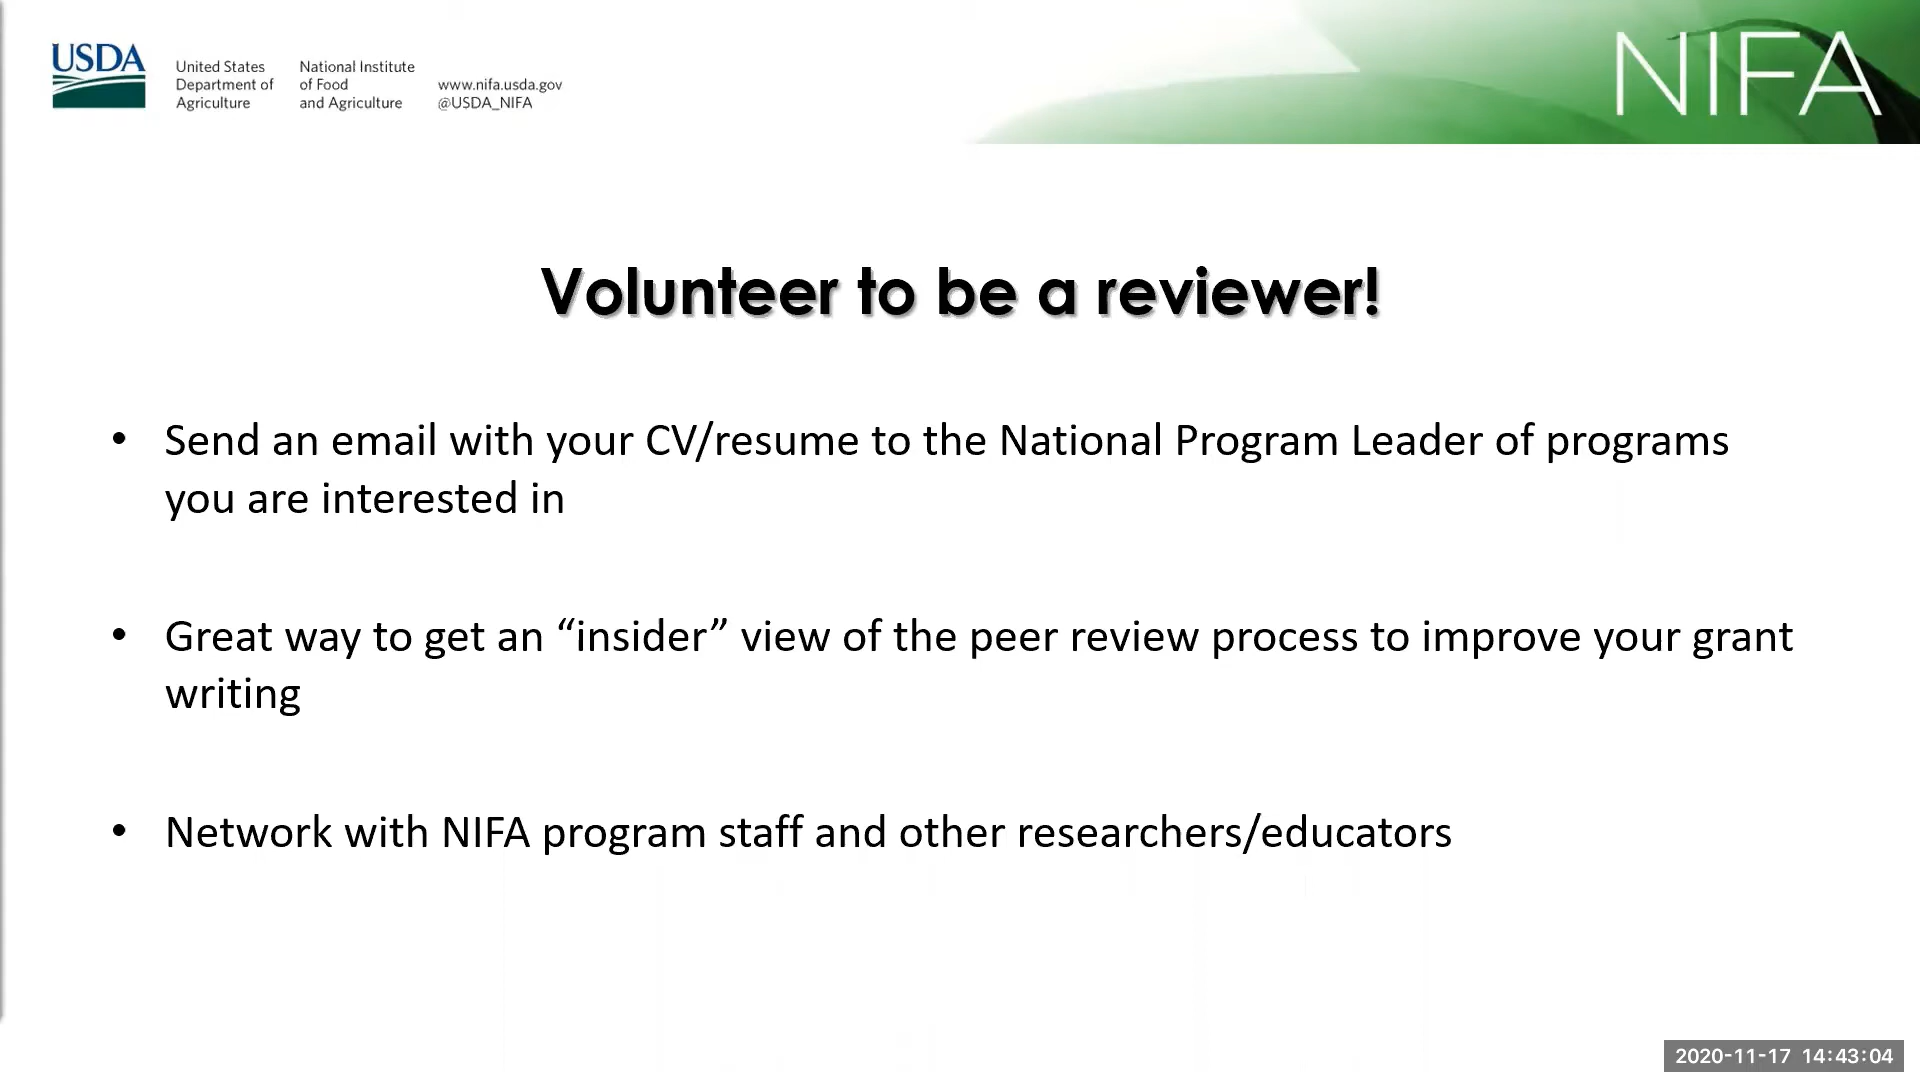 USDA
United States
Department of
Agriculture
National Institute
of Food
and Agriculture
www.nifa.usda.gov
@USDA_NIFA
NIFA
Volunteer to be a reviewer!
• Send an email with your CV/resume to the National Program Leader of programs
you are interested in
• Great way to get an “insider” view of the peer review process to improve your grant
writing
• Network with NIFA program staff and other researchers/educators
2020-11-17 14:43:04